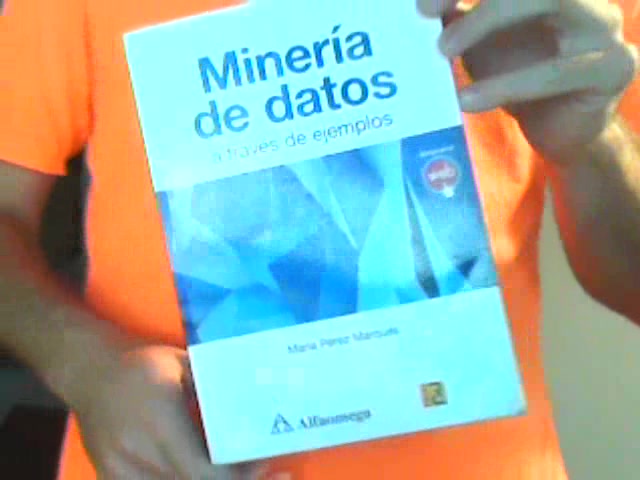 Minería
de datos
a través de ejemplos
María Pérez Marqués
Alfaomega